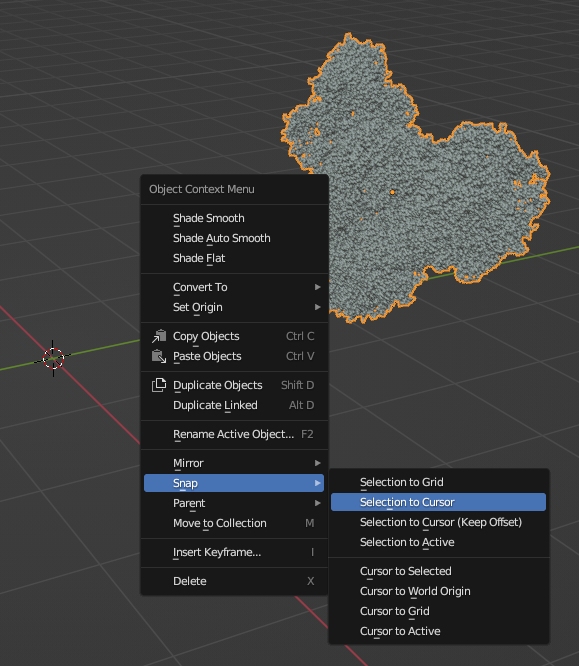 Object Context Menu
Shade Smooth
Shade Auto Smooth
Shade Flat
Convert To
Set Origin
Copy Objects Ctrl C
Paste Objects Ctrl V
Duplicate Objects Shift D
Duplicate Linked Alt D
Rename Active Object... F2
Mirror
Snap
Parent
Move to Collection M
Insert Keyframe... I
Delete X
Selection to Grid
Selection to Cursor
Selection to Cursor (Keep Offset)
Selection to Active
Cursor to Selected
Cursor to World Origin
Cursor to Grid
Cursor to Active